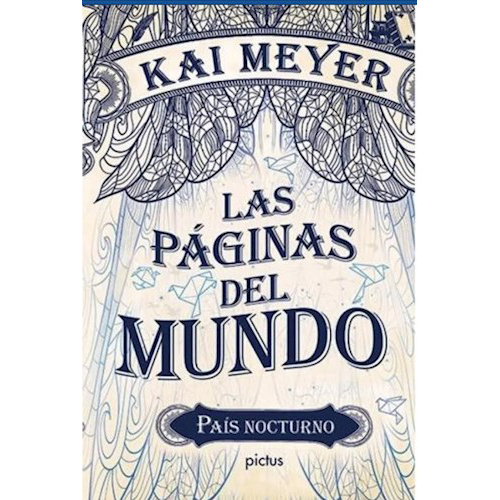 KAI MEYER
LAS
PÁGINAS
DEL
MUNDO
PAÍS NOCTURNO
pictus